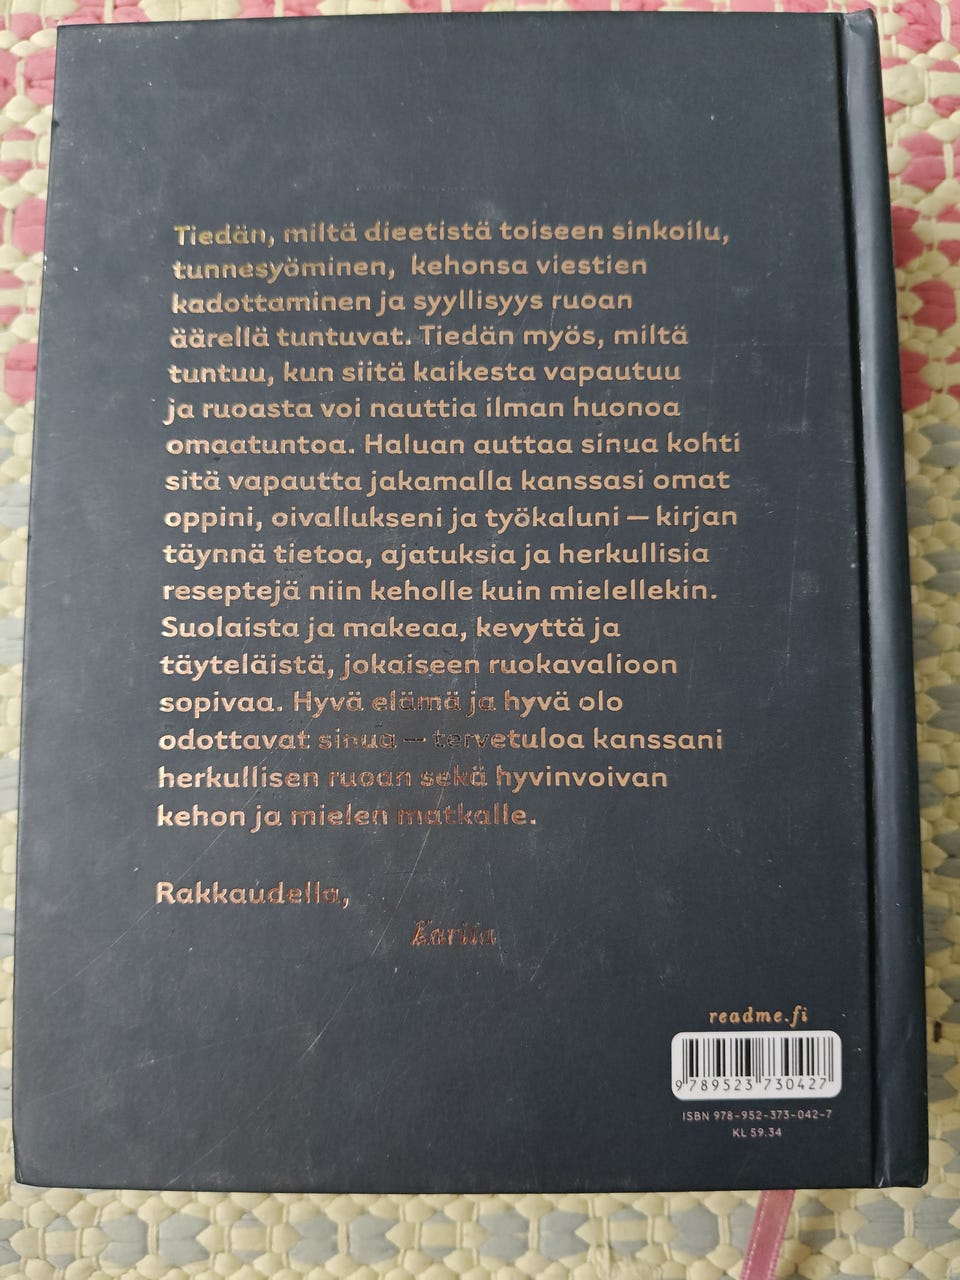 Tiedän, miltä dieetistä toiseen sinkoilu,
tunnesyöminen, kehonsa viestien
kadottaminen ja syyllisyys ruoan
äärellä tuntuvat. Tiedän myös, miltä
tuntuu, kun siitä kaikesta vapautuu
ja ruoasta voi nauttia ilman huonoa
omaatuntoa. Haluan auttaa sinua kohti
sitä vapautta jakamalla kanssasi omat
oppini, oivallukseni ja työkaluni — kirjan
täynnä tietoa, ajatuksia ja herkullisia
reseptejä niin keholle kuin mielellekin.
Suolaista ja makeaa, kevyttä ja
täyteläistä, jokaiseen ruokavalioon
sopivaa. Hyvä elämä ja hyvä olo
odottavat sinua — tervetuloa kanssani
herkullisen ruoan sekä hyvinvoivan
kehon ja mielen matkalle.
Rakkaudella,
Karita
readme.fi
9 789523 730427
ISBN 978-952-373-042-7
KL 59.34